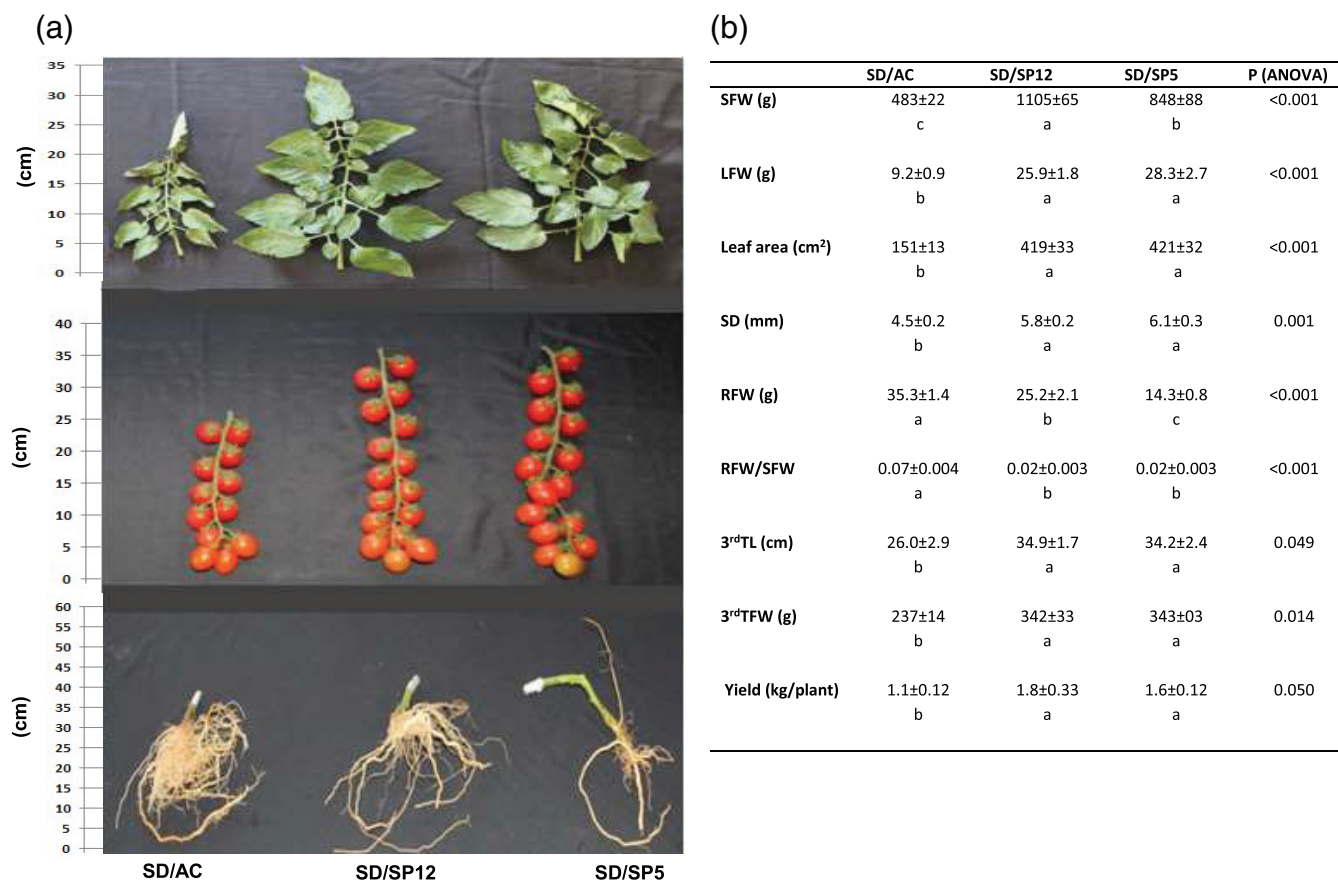 (a)
35
30
25
20
15
10
5
0
(cm)
40
35
30
25
20
15
10
5
0
(cm)
60
55
50
45
40
35
30
25
20
15
10
5
0
(cm)
SD/AC SD/SP12 SD/SP5
(b)
SD/AC SD/SP12 SD/SP5 P (ANOVA)
SFW (g) 483±22 1105±65 848±88 <0.001
c a b
LFW (g) 9.2±0.9 25.9±1.8 28.3±2.7 <0.001
b a a
Leaf area (cm²) 151±13 419±33 421±32 <0.001
b a a
SD (mm) 4.5±0.2 5.8±0.2 6.1±0.3 0.001
b a a
RFW (g) 35.3±1.4 25.2±2.1 14.3±0.8 <0.001
a b c
RFW/SFW 0.07±0.004 0.02±0.003 0.02±0.003 <0.001
a b b
3rdTL (cm) 26.0±2.9 34.9±1.7 34.2±2.4 0.049
b a a
3rdTFW (g) 237±14 342±33 343±03 0.014
b a a
Yield (kg/plant) 1.1±0.12 1.8±0.33 1.6±0.12 0.050
b a a